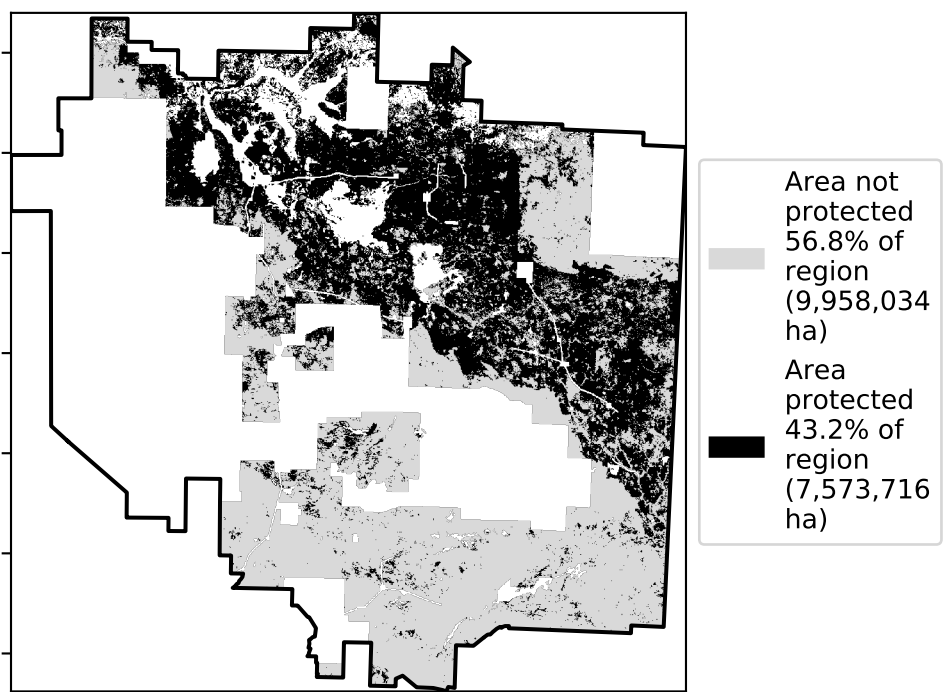 Area not
protected
56.8% of
region
(9,958,034
ha)
Area
protected
43.2% of
region
(7,573,716
ha)